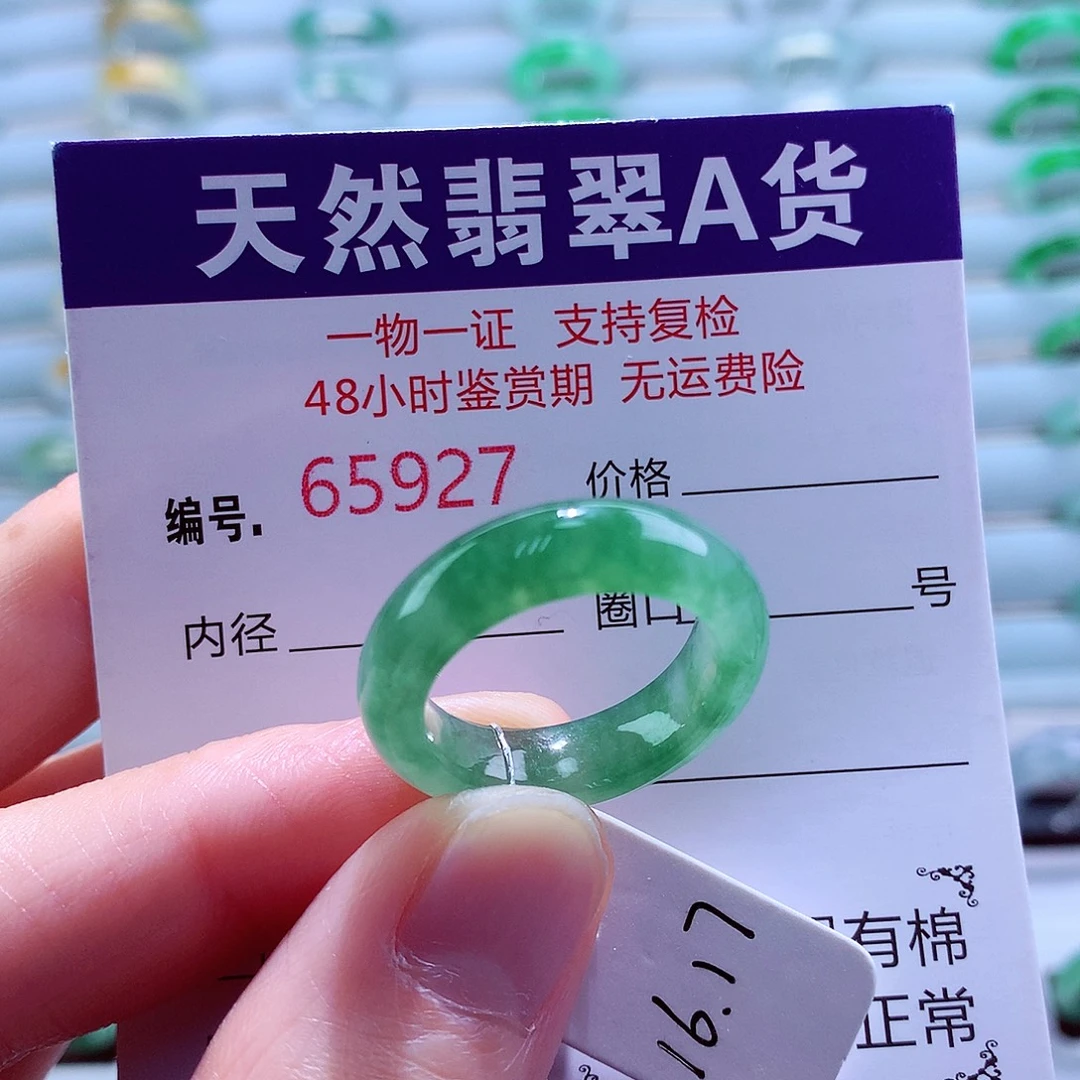 天然翡翠A货
一物一证 支持复检
48小时鉴赏期 无运费险
编号. 65927 价格
内径 圈口 号
有棉
正常
16.17